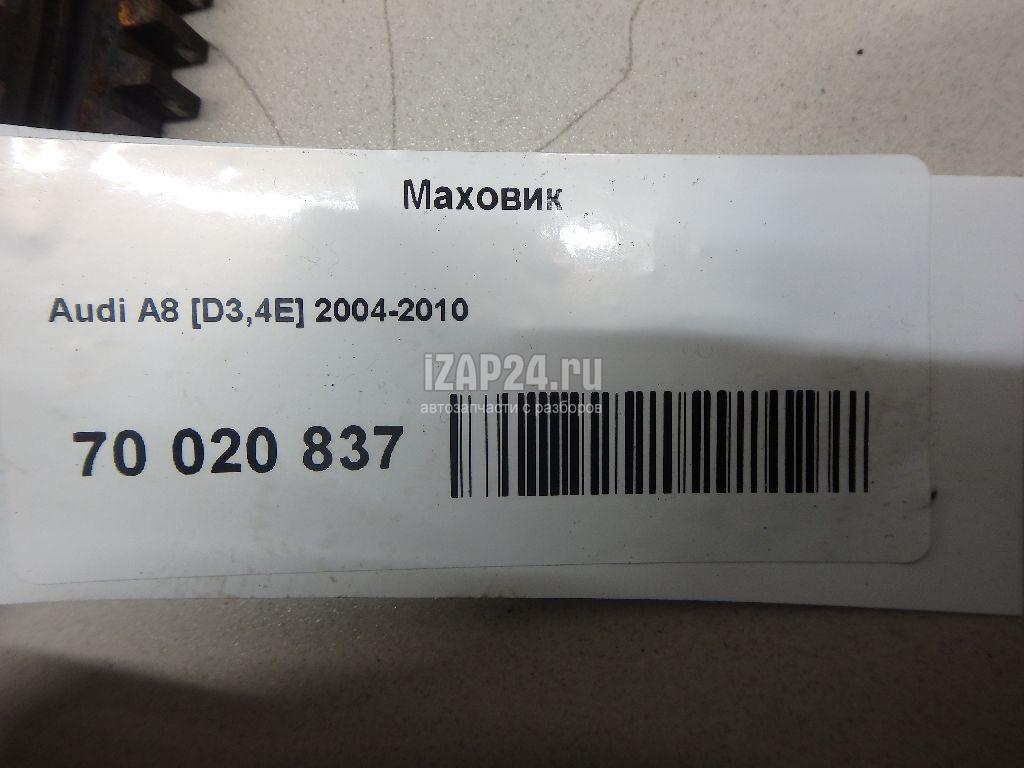 Маховик
Audi A8 [D3,4E] 2004-2010
iZAP24.ru
автозапчасти с разборов
70 020 837